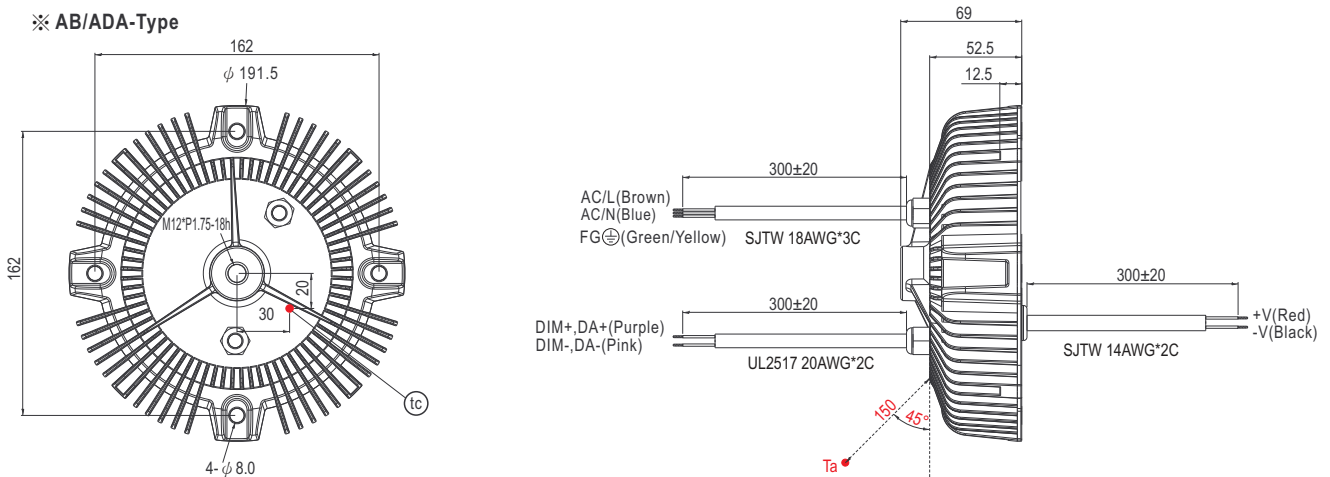 ※ AB/ADA-Type
162
ϕ 191.5
162
M12*P1.75-18h
20
30
tc
4- ϕ 8.0
69
52.5
12.5
300±20
AC/L(Brown)
AC/N(Blue)
FG⏚(Green/Yellow)
SJTW 18AWG*3C
300±20
DIM+,DA+(Purple)
DIM-,DA-(Pink)
UL2517 20AWG*2C
300±20
+V(Red)
-V(Black)
SJTW 14AWG*2C
150
45°
Ta